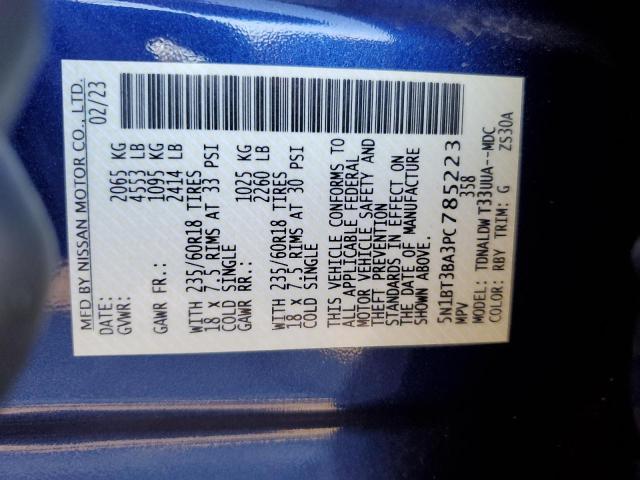 MFD BY NISSAN MOTOR CO., LTD.
DATE: 02/23
GVWR: 2065 KG
4553 LB
GAWR FR.: 1095 KG
2414 LB
WITH 235/60R18 TIRES
18 X 7.5 RIMS AT 33 PSI
COLD SINGLE
GAWR RR.: 1025 KG
2260 LB
WITH 235/60R18 TIRES
18 X 7.5 RIMS AT 30 PSI
COLD SINGLE
THIS VEHICLE CONFORMS TO
ALL APPLICABLE FEDERAL
MOTOR VEHICLE SAFETY AND
THEFT PREVENTION
STANDARDS IN EFFECT ON
THE DATE OF MANUFACTURE
SHOWN ABOVE.
5N1BT3BA3PC785223
MPV 358
MODEL: TDNALDWT33UUA--MDC
COLOR: RBY TRIM: G ZS30A